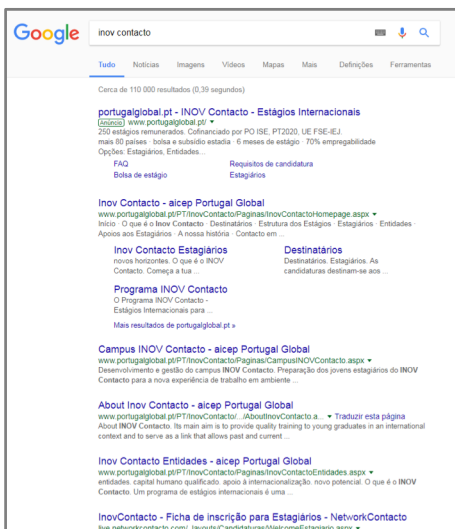 Google
inov contacto
Tudo Notícias Imagens Vídeos Mapas Mais Definições Ferramentas
Cerca de 110 000 resultados (0,39 segundos)
portugalglobal.pt - INOV Contacto - Estágios Internacionais
Anúncio www.portugalglobal.pt/
250 estágios remunerados. Cofinanciado por PO ISE, PT2020, UE FSE-IEJ.
mais 80 países · bolsa e subsídio estadia · 6 meses de estágio · 70% empregabilidade
Opções: Estagiários, Entidades...
FAQ Requisitos de candidatura
Bolsa de estágio Estagiários
Inov Contacto - aicep Portugal Global
www.portugalglobal.pt/PT/InovContacto/Paginas/InovContactoHomepage.aspx
Início · O que é o Inov Contacto · Destinatários · Estrutura dos Estágios · Estagiários · Entidades ·
Apoios aos Estagiários · A nossa história · Contacto em ...
Inov Contacto Estagiários Destinatários
novos horizontes. O que é o INOV Destinatários. Estagiários. As
Contacto. Começa a tua ... candidaturas destinam-se aos ...
Programa INOV Contacto
O Programa INOV Contacto -
Estágios Internacionais para ...
Mais resultados de portugalglobal.pt »
Campus INOV Contacto - aicep Portugal Global
www.portugalglobal.pt/PT/InovContacto/Paginas/CampusINOVContacto.aspx
Desenvolvimento e gestão do campus INOV Contacto. Preparação dos jovens estagiários do INOV
Contacto para a nova experiência de trabalho em ambiente ...
About Inov Contacto - aicep Portugal Global
www.portugalglobal.pt/PT/InovContacto/.../AboutInovContacto.a... Traduzir esta página
About INOV Contacto. Its main aim is to provide quality training to young graduates in an international
context and to serve as a link that allows past and current ...
Inov Contacto Entidades - aicep Portugal Global
www.portugalglobal.pt/PT/InovContacto/Paginas/InovContactoEntidades.aspx
entidades. capital humano qualificado. apoio à internacionalização. novo potencial. O que é o INOV
Contacto. Um programa de estágios internacionais é uma ...
InovContacto - Ficha de inscrição para Estagiários - NetworkContacto
live.networkcontacto.com/_layouts/Candidaturas/WelcomeEstagiario.aspx